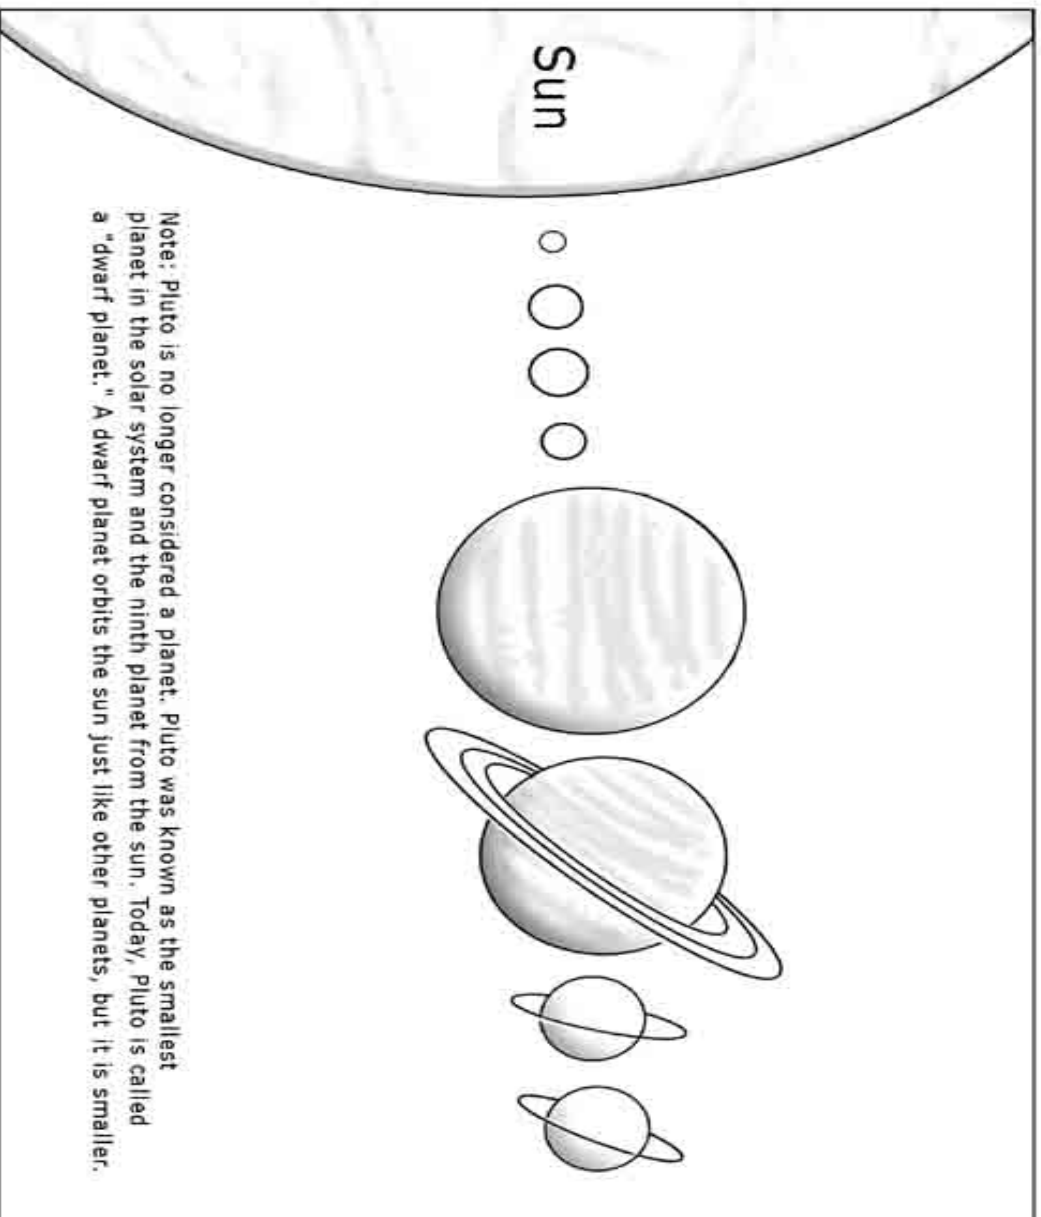 Sun
Note: Pluto is no longer considered a planet. Pluto was known as the smallest
planet in the solar system and the ninth planet from the sun. Today, Pluto is called
a "dwarf planet." A dwarf planet orbits the sun just like other planets, but it is smaller.